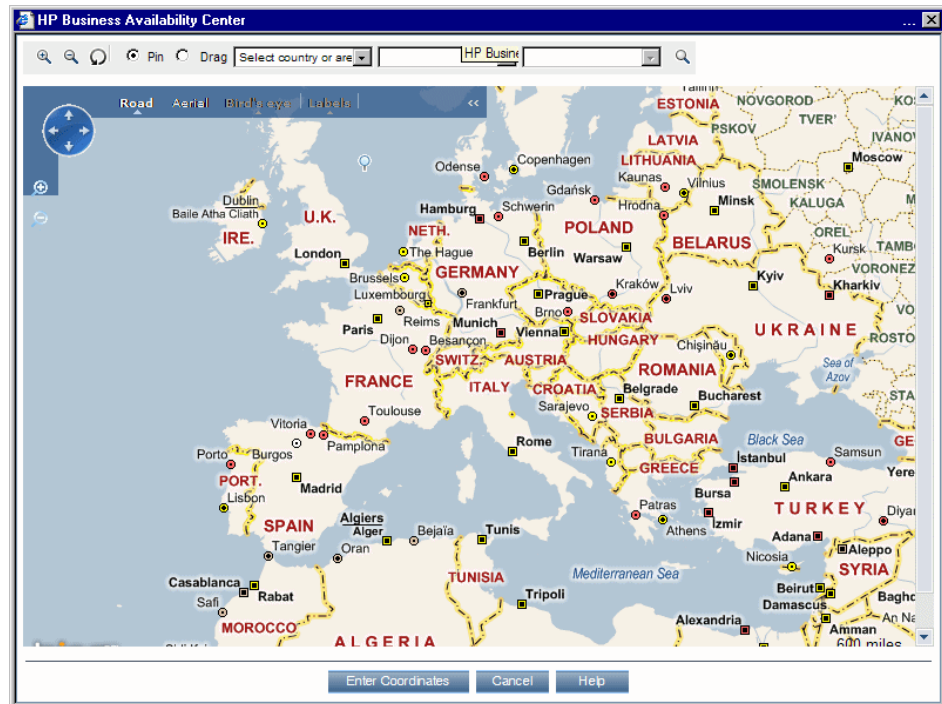 HP Business Availability Center
...
Pin Drag Select country or are HP Busine
Road Aerial Bird's eye Labels «
ESTONIA NOVGOROD
PSKOV TVER'
LATVIA
LITHUANIA
Moscow
Odense Copenhagen
Kaunas Vilnius SMOLENSK
Gdańsk
Minsk KALUGA
Dublin
Baile Atha Cliath
U.K.
Hamburg Schwerin Hrodna
IRE.
NETH. POLAND OREL
London The Hague Berlin Warsaw BELARUS Kursk TAMB
Brussels GERMANY VORONEZ
Luxembourg Frankfurt Prague Kraków Lviv Kyiv Kharkiv
Paris Reims Munich Brno SLOVAKIA
Vienna UKRAINE ROSTO
Dijon Besançon HUNGARY Chişinău
SWITZ. AUSTRIA ROMANIA Sea of
Azov
FRANCE ITALY CROATIA Belgrade Bucharest STA
Sarajevo SERBIA
Toulouse
Vitoria
Pamplona
Porto Burgos Rome Tiranë BULGARIA Black Sea
Istanbul Samsun
PORT. GREECE Ankara Yere
Madrid Bursa
Lisbon Patras TURKEY Diyar
SPAIN Athens Izmir
Algiers
Alger Bejaïa Tunis Adana
Tangier Oran Nicosia Aleppo
SYRIA
Casablanca Rabat TUNISIA Mediterranean Sea Beirut
Safi Tripoli Damascus Baghd
MOROCCO Alexandria An Na
Amman
ALGERIA 600 miles
Enter Coordinates Cancel Help